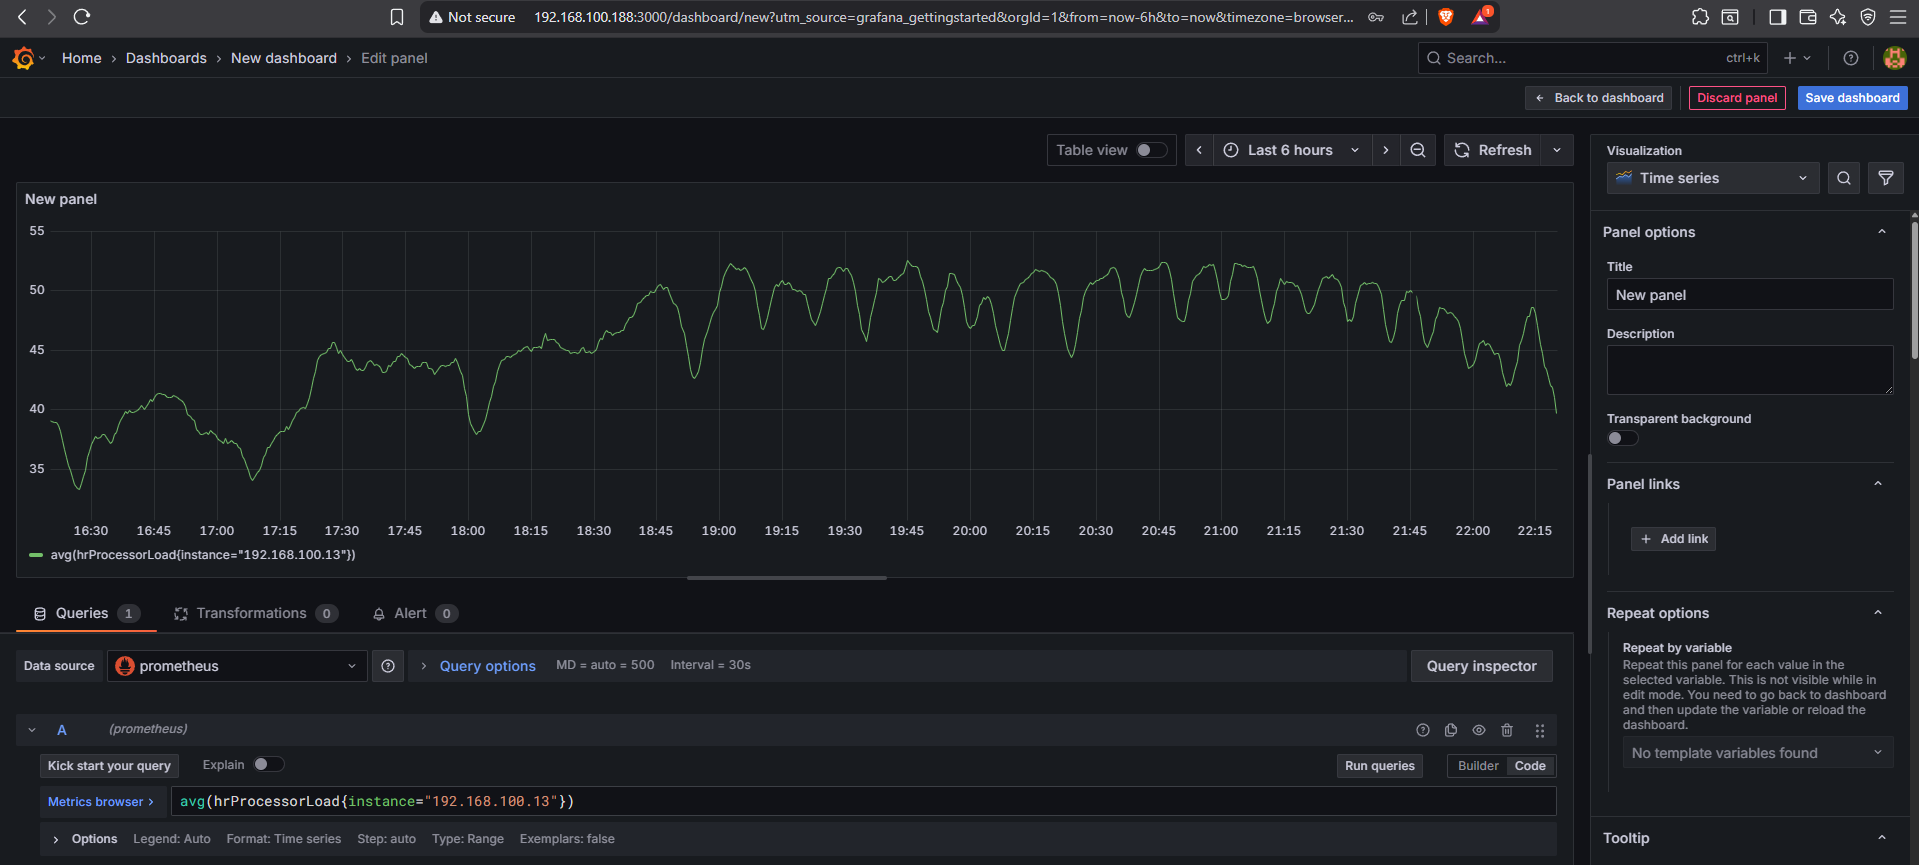 Not secure 192.168.100.188:3000/dashboard/new?utm_source=grafana_gettingstarted&orgId=1&from=now-6h&to=now&timezone=browser... 1
Home › Dashboards › New dashboard › Edit panel
Search... ctrl+k
Back to dashboard Discard panel Save dashboard
Table view Last 6 hours Refresh
Visualization
Time series
New panel
55
50
45
40
35
16:30 16:45 17:00 17:15 17:30 17:45 18:00 18:15 18:30 18:45 19:00 19:15 19:30 19:45 20:00 20:15 20:30 20:45 21:00 21:15 21:30 21:45 22:00 22:15
avg(hrProcessorLoad{instance="192.168.100.13"})
Queries 1 Transformations 0 Alert 0
Data source prometheus Query options MD = auto = 500 Interval = 30s Query inspector
A (prometheus)
Kick start your query Explain Run queries Builder Code
Metrics browser > avg(hrProcessorLoad{instance="192.168.100.13"})
Options Legend: Auto Format: Time series Step: auto Type: Range Exemplars: false
Panel options
Title
New panel
Description
Transparent background
Panel links
+ Add link
Repeat options
Repeat by variable
Repeat this panel for each value in the
selected variable. This is not visible while in
edit mode. You need to go back to dashboard
and then update the variable or reload the
dashboard.
No template variables found
Tooltip